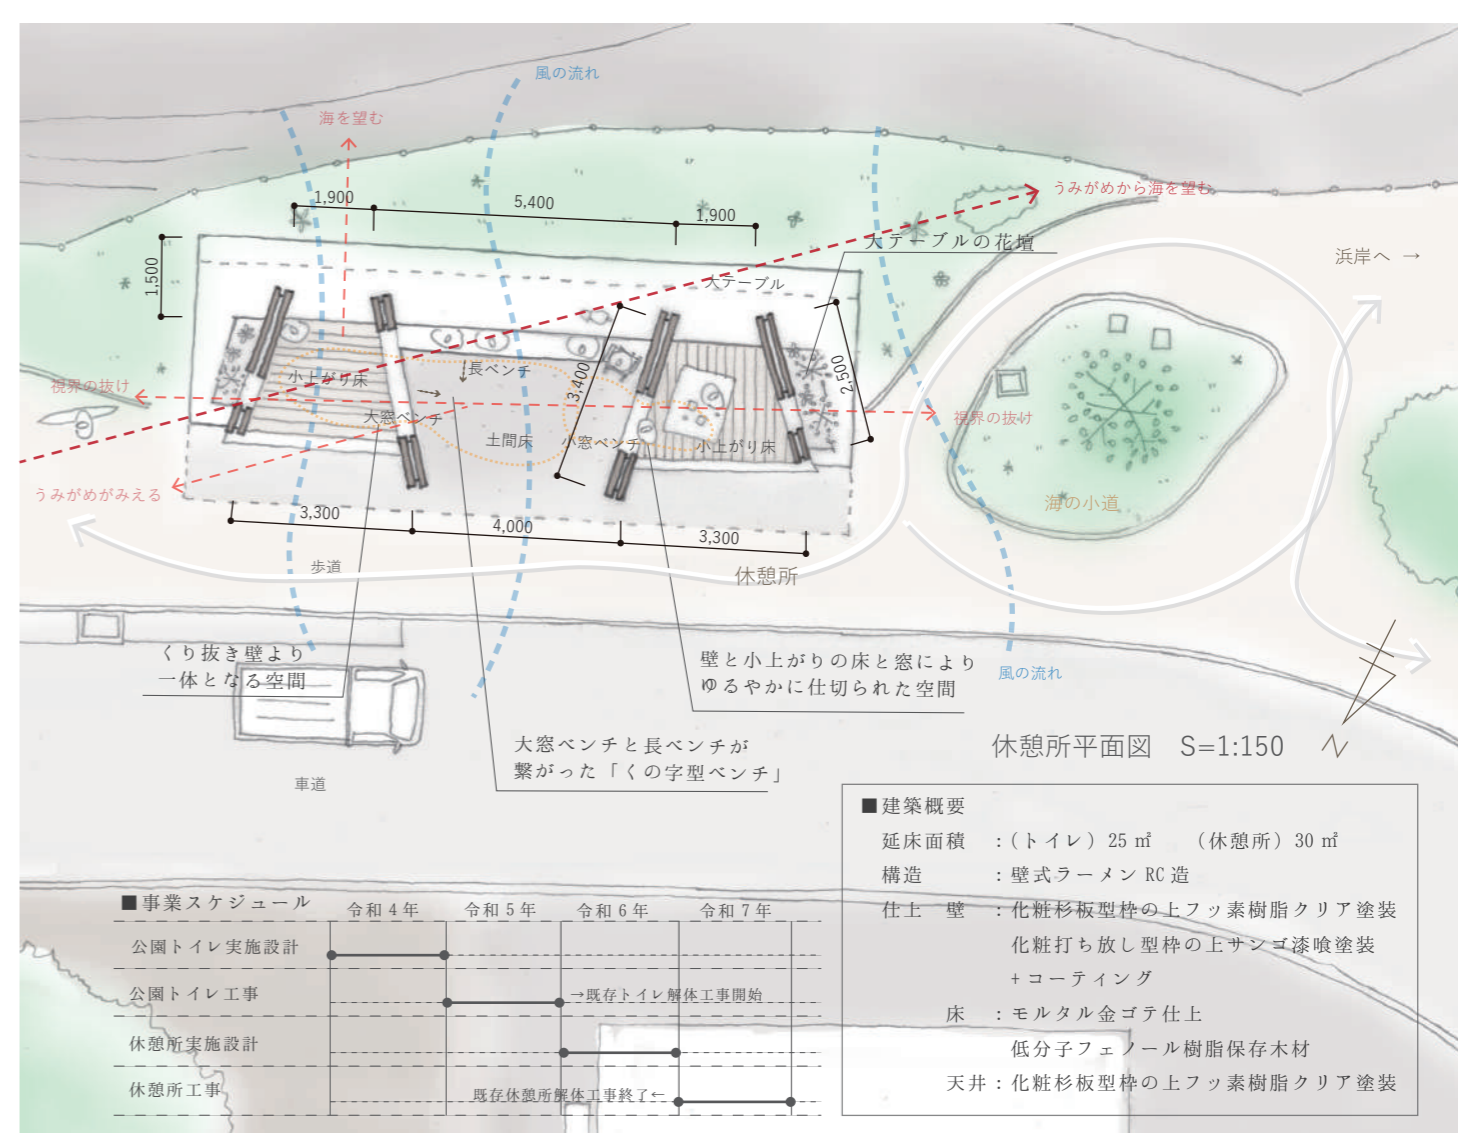 風の流れ
海を望む
うみがめから海を望む
1,900
5,400
1,900
大テーブルの花壇
浜岸へ →
1,500
大テーブル
長ベンチ
小上がり床
視界の抜け
3,400
2,500
大窓ベンチ
視界の抜け
土間床
小窓ベンチ
小上がり床
うみがめがみえる
海の小道
3,300
4,000
3,300
歩道
休憩所
くり抜き壁より
一体となる空間
壁と小上がりの床と窓により
ゆるやかに仕切られた空間
風の流れ
大窓ベンチと長ベンチが
繋がった「くの字型ベンチ」
車道
休憩所平面図 S=1:150
N
■建築概要
延床面積 :(トイレ) 25 ㎡ (休憩所) 30 ㎡
構造 :壁式ラーメン RC 造
仕上 壁 :化粧杉板型枠の上フッ素樹脂クリア塗装
化粧打ち放し型枠の上サンゴ漆喰塗装
+コーティング
床 :モルタル金ゴテ仕上
低分子フェノール樹脂保存木材
天井:化粧杉板型枠の上フッ素樹脂クリア塗装
■事業スケジュール
令和4年 令和5年 令和6年 令和7年
公園トイレ実施設計
公園トイレ工事 →既存トイレ解体工事開始
休憩所実施設計
休憩所工事 既存休憩所解体工事終了←